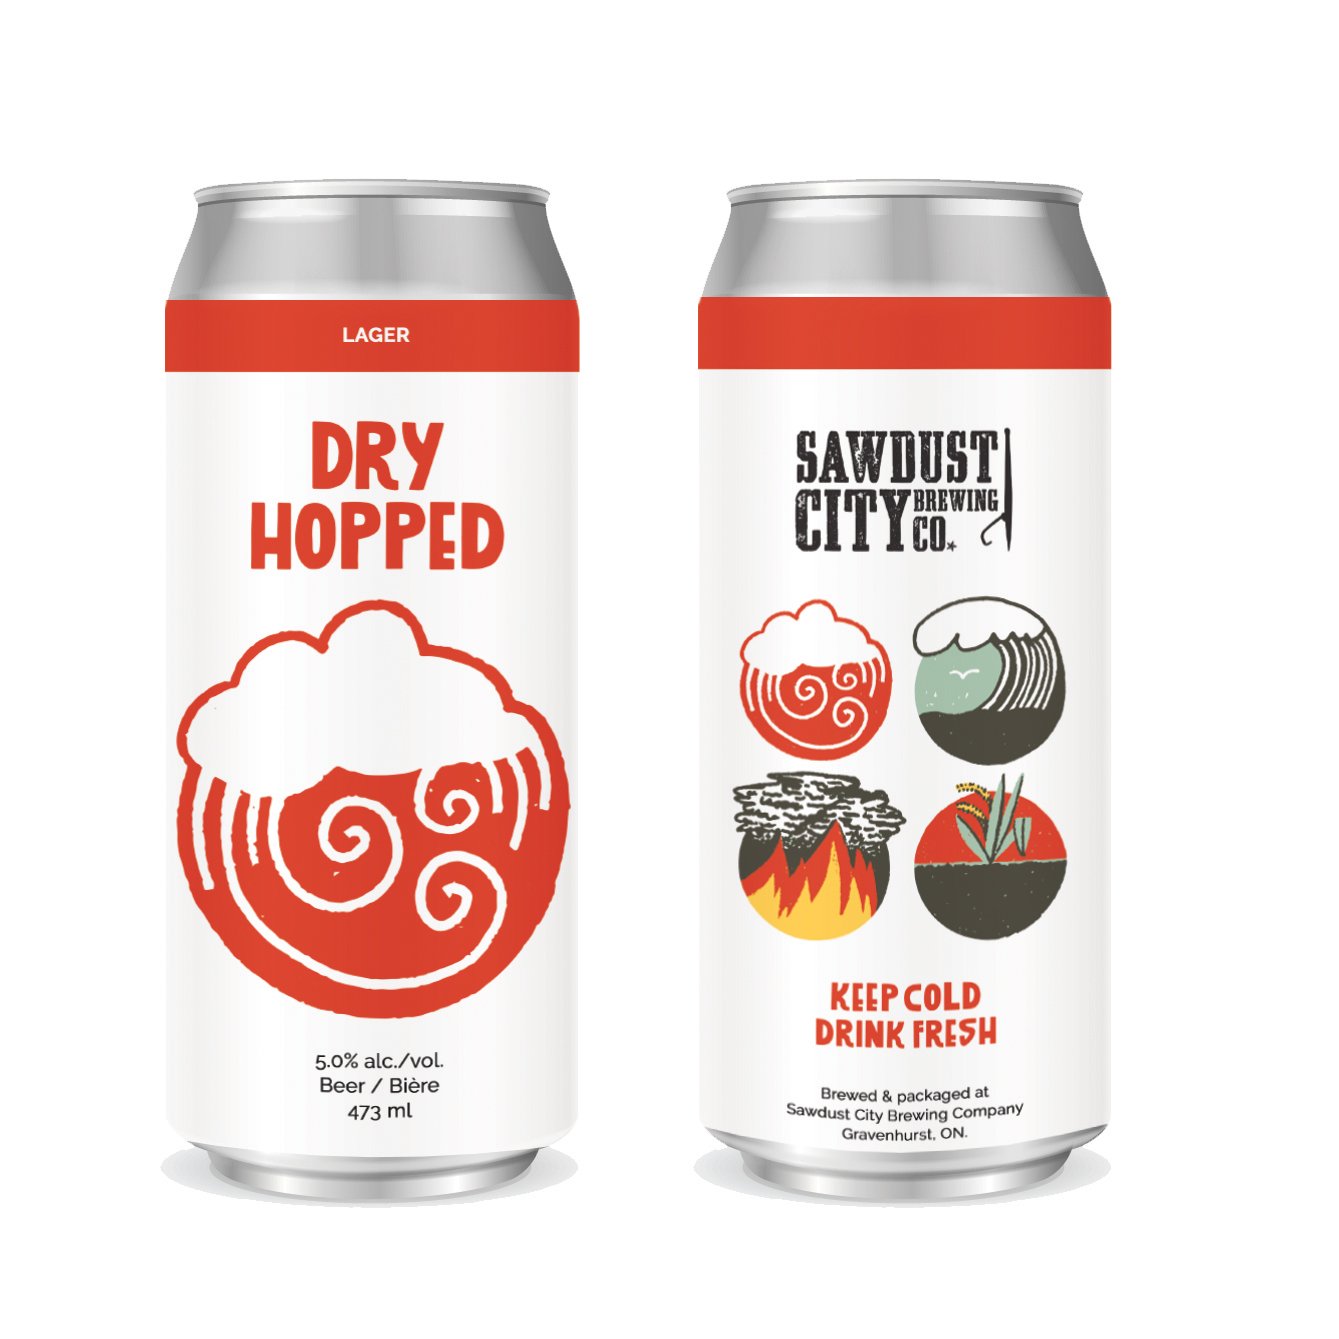 LAGER
DRY
HOPPED
5.0% alc./vol.
Beer / Bière
473 ml
SAWDUST
CITY BREWING CO.
KEEP COLD
DRINK FRESH
Brewed & packaged at
Sawdust City Brewing Company
Gravenhurst, ON.